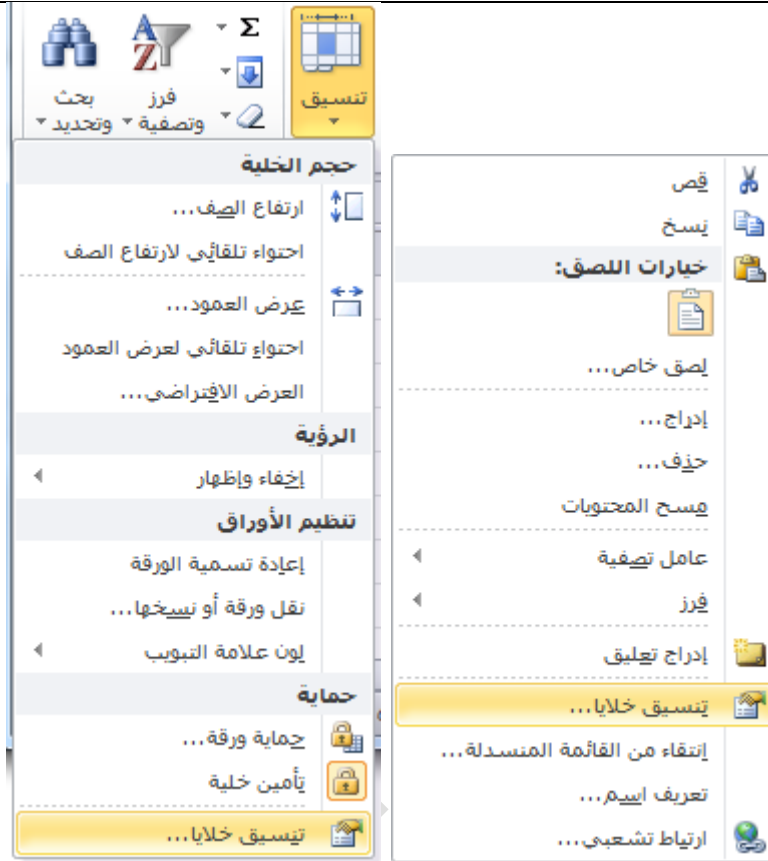 Σ
تنسيق
فرز
وتصفية
بحث
وتحديد
حجم الخلية
ارتفاع الصف...
احتواء تلقائي لارتفاع الصف
عرض العمود...
احتواء تلقائي لعرض العمود
العرض الافتراضي...
الرؤية
إخفاء وإظهار
تنظيم الأوراق
إعادة تسمية الورقة
نقل ورقة أو نسخها...
لون علامة التبويب
حماية
حماية ورقة...
تأمين خلية
تنسيق خلايا...
قص
نسخ
خيارات اللصق:
لصق خاص...
إدراج...
حذف...
مسح المحتويات
عامل تصفية
فرز
إدراج تعليق
تنسيق خلايا...
إنتقاء من القائمة المنسدلة...
تعريف اسم...
ارتباط تشعبي...